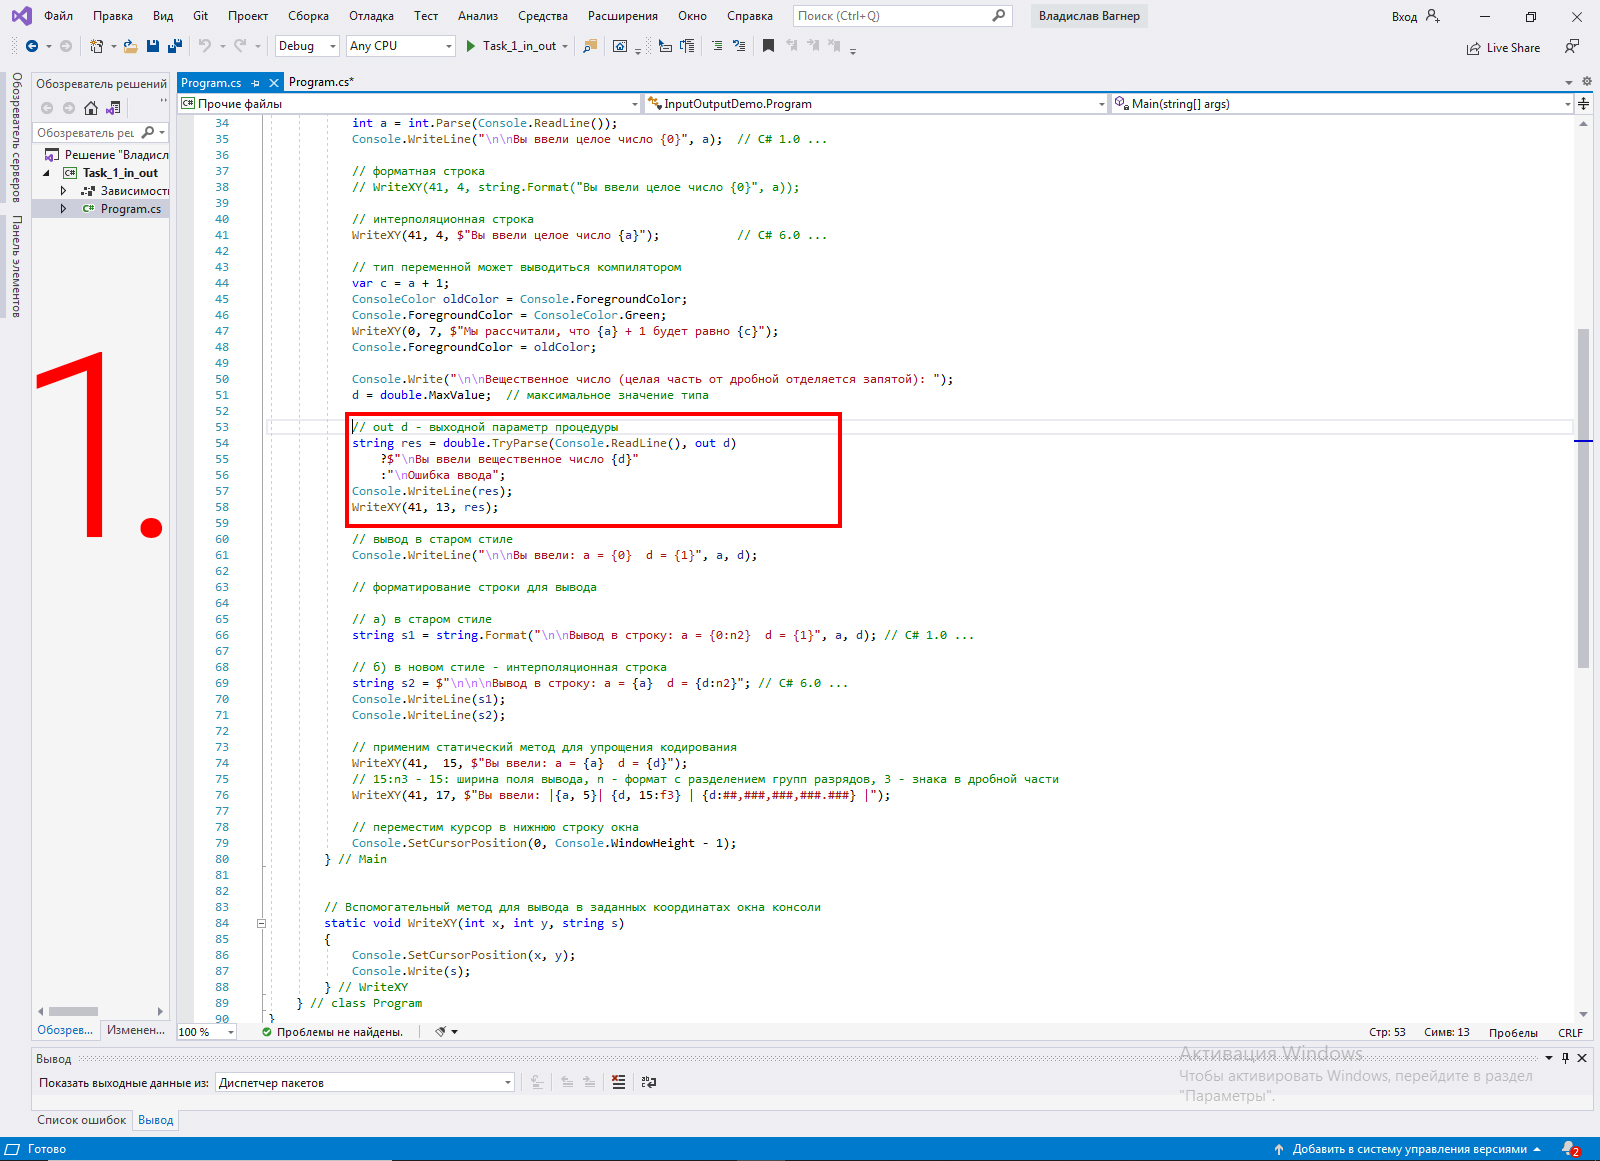 Файл Правка Вид Git Проект Сборка Отладка Тест Анализ Средства Расширения Окно Справка Поиск (Ctrl+Q) Владислав Вагнер Вход
Debug Any CPU Task_1_in_out Live Share
Обозреватель серверов
Панель элементов
Обозреватель решений
Обозреватель рец
Решение "Владисл
Task_1_in_out
Зависимости
Program.cs
1.
Обозрев... Изменен...
Program.cs Program.cs*
Прочие файлы InputOutputDemo.Program Main(string[] args)
34 int a = int.Parse(Console.ReadLine());
35 Console.WriteLine("\n\nВы ввели целое число {0}", a);  // C# 1.0 ...
36
37 // форматная строка
38 // WriteXY(41, 4, string.Format("Вы ввели целое число {0}", a));
39
40 // интерполяционная строка
41 WriteXY(41, 4, $"Вы ввели целое число {a}");           // C# 6.0 ...
42
43 // тип переменной может выводиться компилятором
44 var c = a + 1;
45 ConsoleColor oldColor = Console.ForegroundColor;
46 Console.ForegroundColor = ConsoleColor.Green;
47 WriteXY(0, 7, $"Мы рассчитали, что {a} + 1 будет равно {c}");
48 Console.ForegroundColor = oldColor;
49
50 Console.Write("\n\nВещественное число (целая часть от дробной отделяется запятой): ");
51 d = double.MaxValue;  // максимальное значение типа
52
53 // out d - выходной параметр процедуры
54 string res = double.TryParse(Console.ReadLine(), out d)
55 ?$"\nВы ввели вещественное число {d}"
56 :"\nОшибка ввода";
57 Console.WriteLine(res);
58 WriteXY(41, 13, res);
59
60 // вывод в старом стиле
61 Console.WriteLine("\n\nВы ввели: a = {0}  d = {1}", a, d);
62
63 // форматирование строки для вывода
64
65 // а) в старом стиле
66 string s1 = string.Format("\n\nВывод в строку: a = {0:n2}  d = {1}", a, d); // C# 1.0 ...
67
68 // б) в новом стиле - интерполяционная строка
69 string s2 = $"\n\n\nВывод в строку: a = {a}  d = {d:n2}"; // C# 6.0 ...
70 Console.WriteLine(s1);
71 Console.WriteLine(s2);
72
73 // применим статический метод для упрощения кодирования
74 WriteXY(41,  15, $"Вы ввели: a = {a}  d = {d}");
75 // 15:n3 - 15: ширина поля вывода, n - формат с разделением групп разрядов, 3 - знака в дробной части
76 WriteXY(41, 17, $"Вы ввели: |{a, 5}| {d, 15:f3} | {d:##,###,###,###.###} |");
77
78 // переместим курсор в нижнюю строку окна
79 Console.SetCursorPosition(0, Console.WindowHeight - 1);
80 } // Main
81
82
83 // Вспомогательный метод для вывода в заданных координатах окна консоли
84 static void WriteXY(int x, int y, string s)
85 {
86 Console.SetCursorPosition(x, y);
87 Console.Write(s);
88 } // WriteXY
89 } // class Program
90 }
100 % Проблемы не найдены. Стр: 53 Симв: 13 Пробелы CRLF
Вывод
Показать выходные данные из: Диспетчер пакетов
Активация Windows
Чтобы активировать Windows, перейдите в раздел
"Параметры".
Список ошибок Вывод
Готово Добавить в систему управления версиями 2